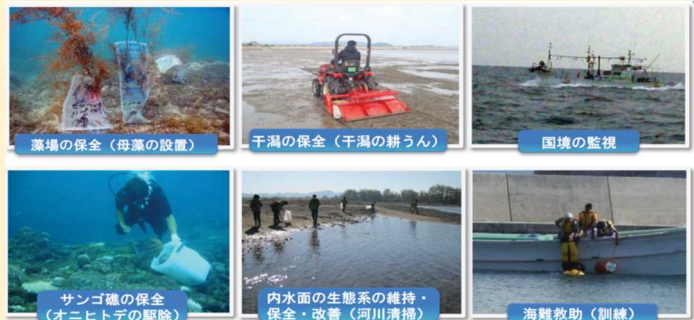 藻場の保全（母藻の設置）
干潟の保全（干潟の耕うん）
国境の監視
サンゴ礁の保全
（オニヒトデの駆除）
内水面の生態系の維持・
保全・改善（河川清掃）
海難救助（訓練）